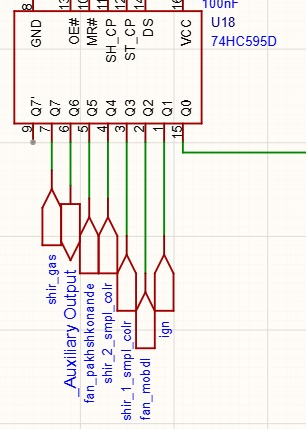 100nF
U18
74HC595D
8
13
10
11
12
14
16
GND
OE#
MR#
SH_CP
ST_CP
DS
VCC
Q7'
Q7
Q6
Q5
Q4
Q3
Q2
Q1
Q0
9
7
6
5
4
3
2
1
15
shir_gas
_Auxiliary Output
fan_pakhshkonande
shir_2_smpl_colr
shir_1_smpl_colr
fan_mobdl
ign